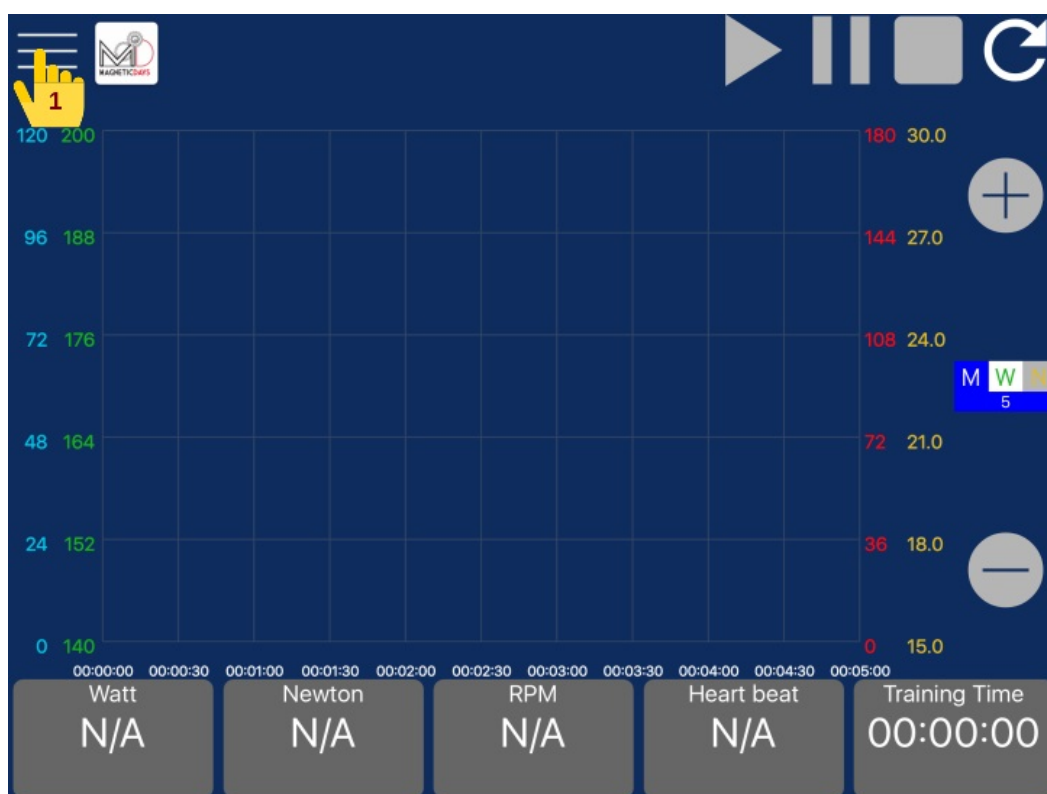 MAGNETICDAYS
1
120 200 180 30.0
96 188 144 27.0
72 176 108 24.0
M W N
5
48 164 72 21.0
24 152 36 18.0
0 140 0 15.0
00:00:00 00:00:30 00:01:00 00:01:30 00:02:00 00:02:30 00:03:00 00:03:30 00:04:00 00:04:30 00:05:00
Watt Newton RPM Heart beat Training Time
N/A N/A N/A N/A 00:00:00